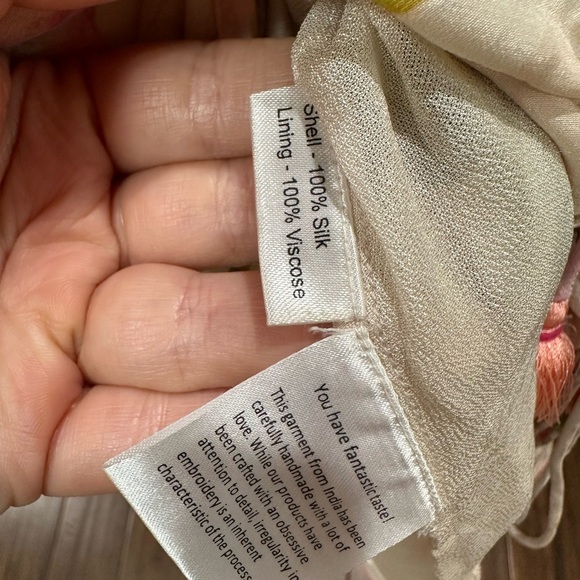 Shell - 100% Silk
Lining - 100% Viscose
You have fantastic taste!
This garment from India has been
carefully handmade with a lot of
love. While our products have
been crafted with an obsessive
attention to detail, irregularity in
embroidery is an inherent
characteristic of the process